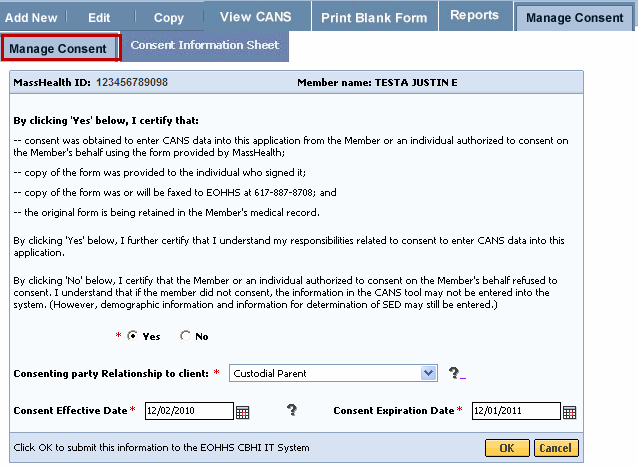 Add New Edit Copy View CANS Print Blank Form Reports Manage Consent
Manage Consent Consent Information Sheet
MassHealth ID: 123456789098 Member name: TESTA JUSTIN E
By clicking 'Yes' below, I certify that:
-- consent was obtained to enter CANS data into this application from the Member or an individual authorized to consent on
the Member's behalf using the form provided by MassHealth;
-- copy of the form was provided to the individual who signed it;
-- copy of the form was or will be faxed to EOHHS at 617-887-8708; and
-- the original form is being retained in the Member's medical record.
By clicking 'Yes' below, I further certify that I understand my responsibilities related to consent to enter CANS data into this
application.
By clicking 'No' below, I certify that the Member or an individual authorized to consent on the Member's behalf refused to
consent. I understand that if the member did not consent, the information in the CANS tool may not be entered into the
system. (However, demographic information and information for determination of SED may still be entered.)
* Yes No
Consenting party Relationship to client: * Custodial Parent ?
Consent Effective Date * 12/02/2010 ? Consent Expiration Date * 12/01/2011
Click OK to submit this information to the EOHHS CBHI IT System OK Cancel